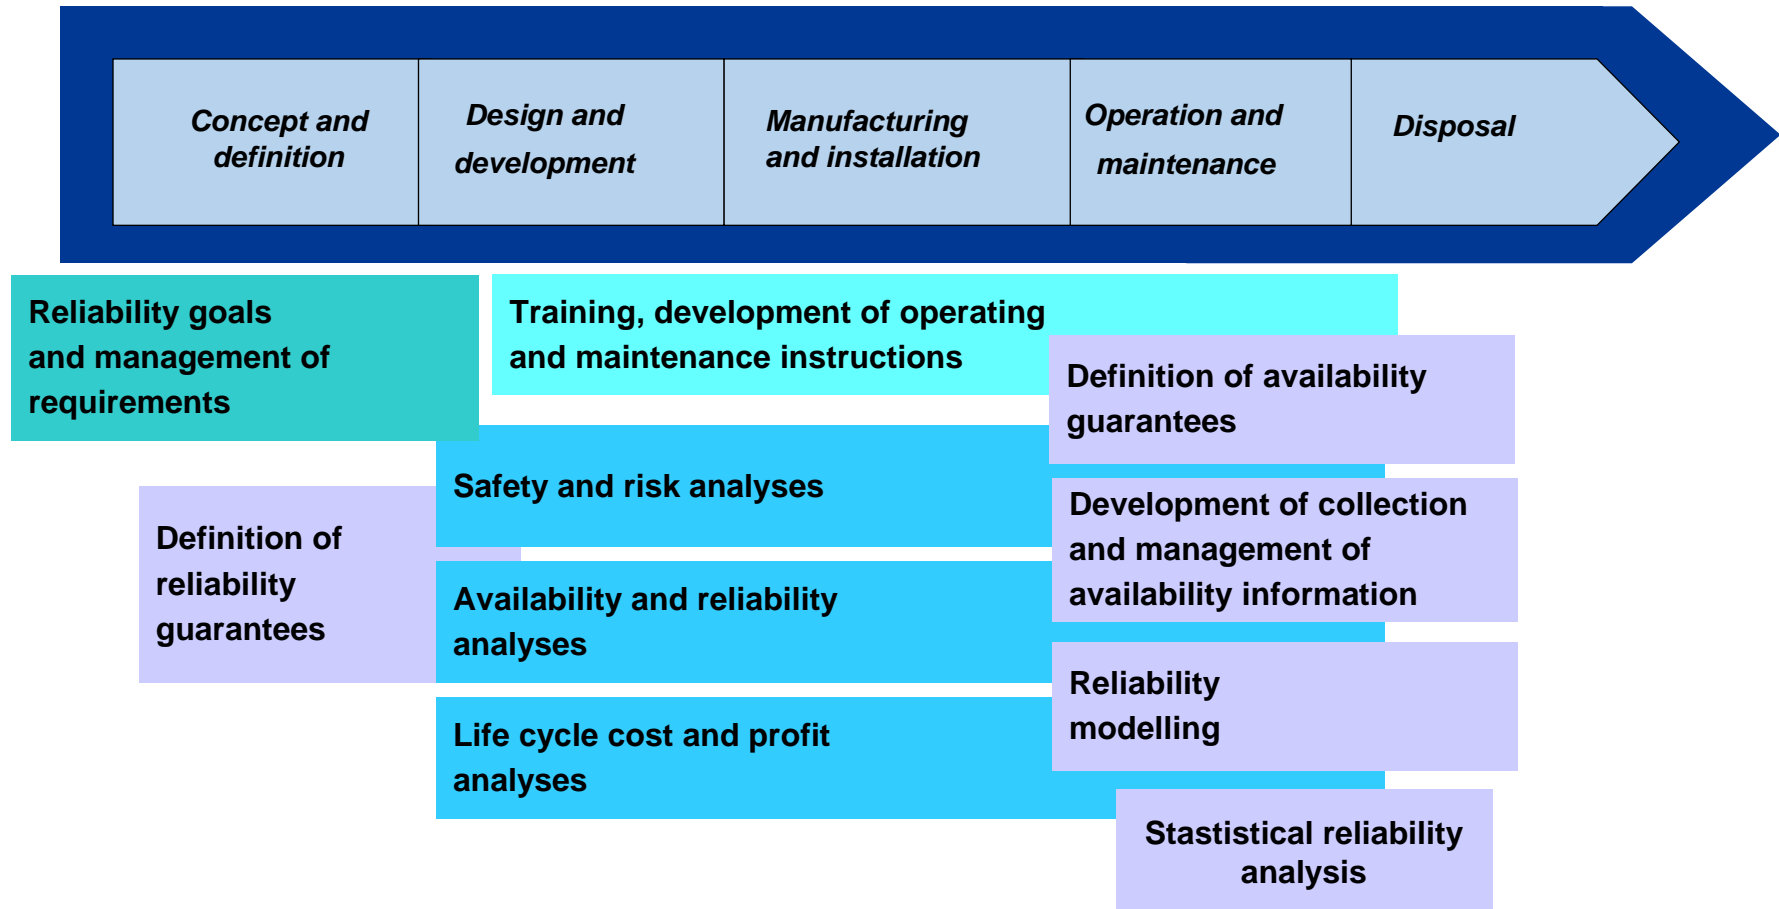 Concept and
definition
Design and
development
Manufacturing
and installation
Operation and
maintenance
Disposal
Reliability goals
and management of
requirements
Training, development of operating
and maintenance instructions
Definition of availability
guarantees
Safety and risk analyses
Development of collection
and management of
availability information
Definition of
reliability
guarantees
Availability and reliability
analyses
Reliability
modelling
Life cycle cost and profit
analyses
Stastistical reliability
analysis